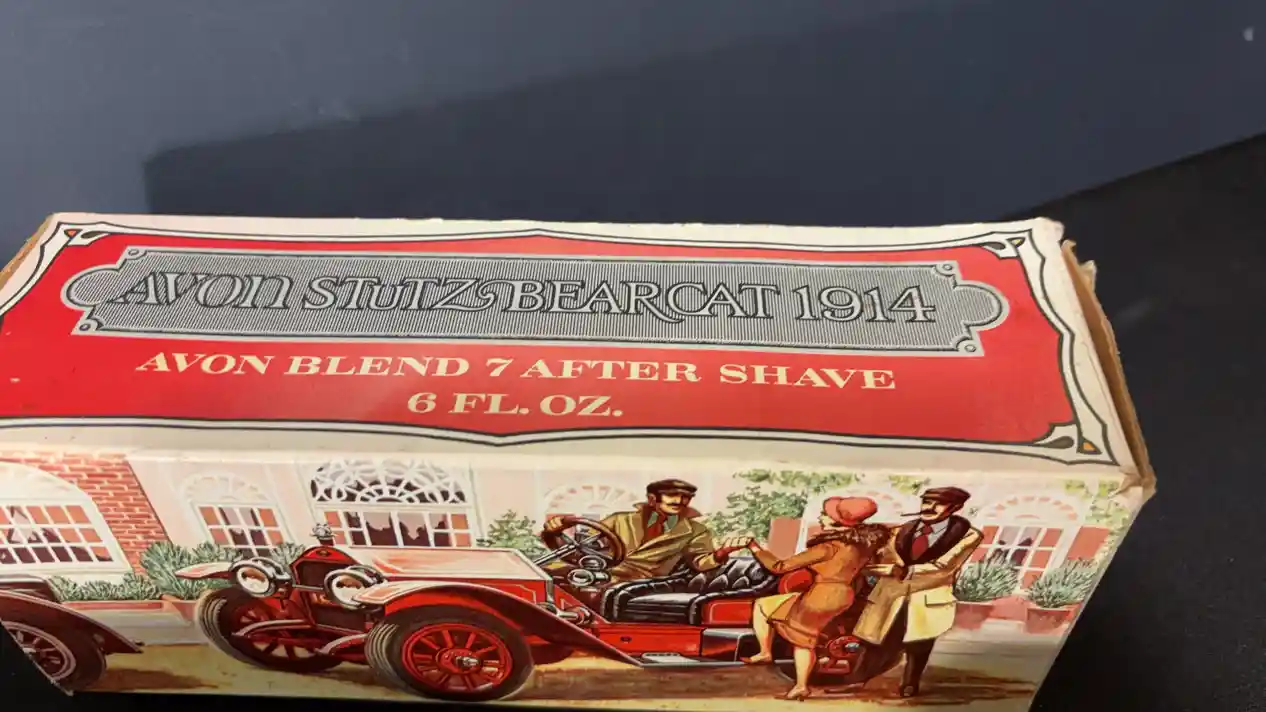 AVON STUTZ BEARCAT 1914
AVON BLEND 7 AFTER SHAVE
6 FL. OZ.